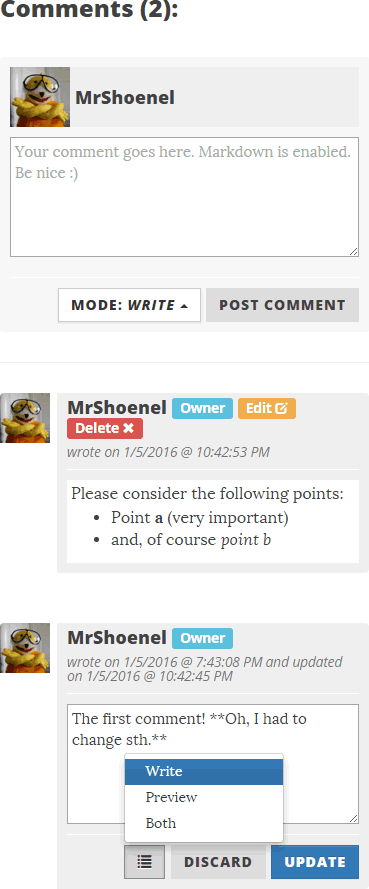 Comments (2):
MrShoenel
Your comment goes here. Markdown is enabled.
Be nice :)
MODE: WRITE
POST COMMENT
MrShoenel Owner Edit
Delete
wrote on 1/5/2016 @ 10:42:53 PM
Please consider the following points:
• Point a (very important)
• and, of course point b
MrShoenel Owner
wrote on 1/5/2016 @ 7:43:08 PM and updated
on 1/5/2016 @ 10:42:45 PM
The first comment! **Oh, I had to
change sth.**
Write
Preview
Both
DISCARD
UPDATE